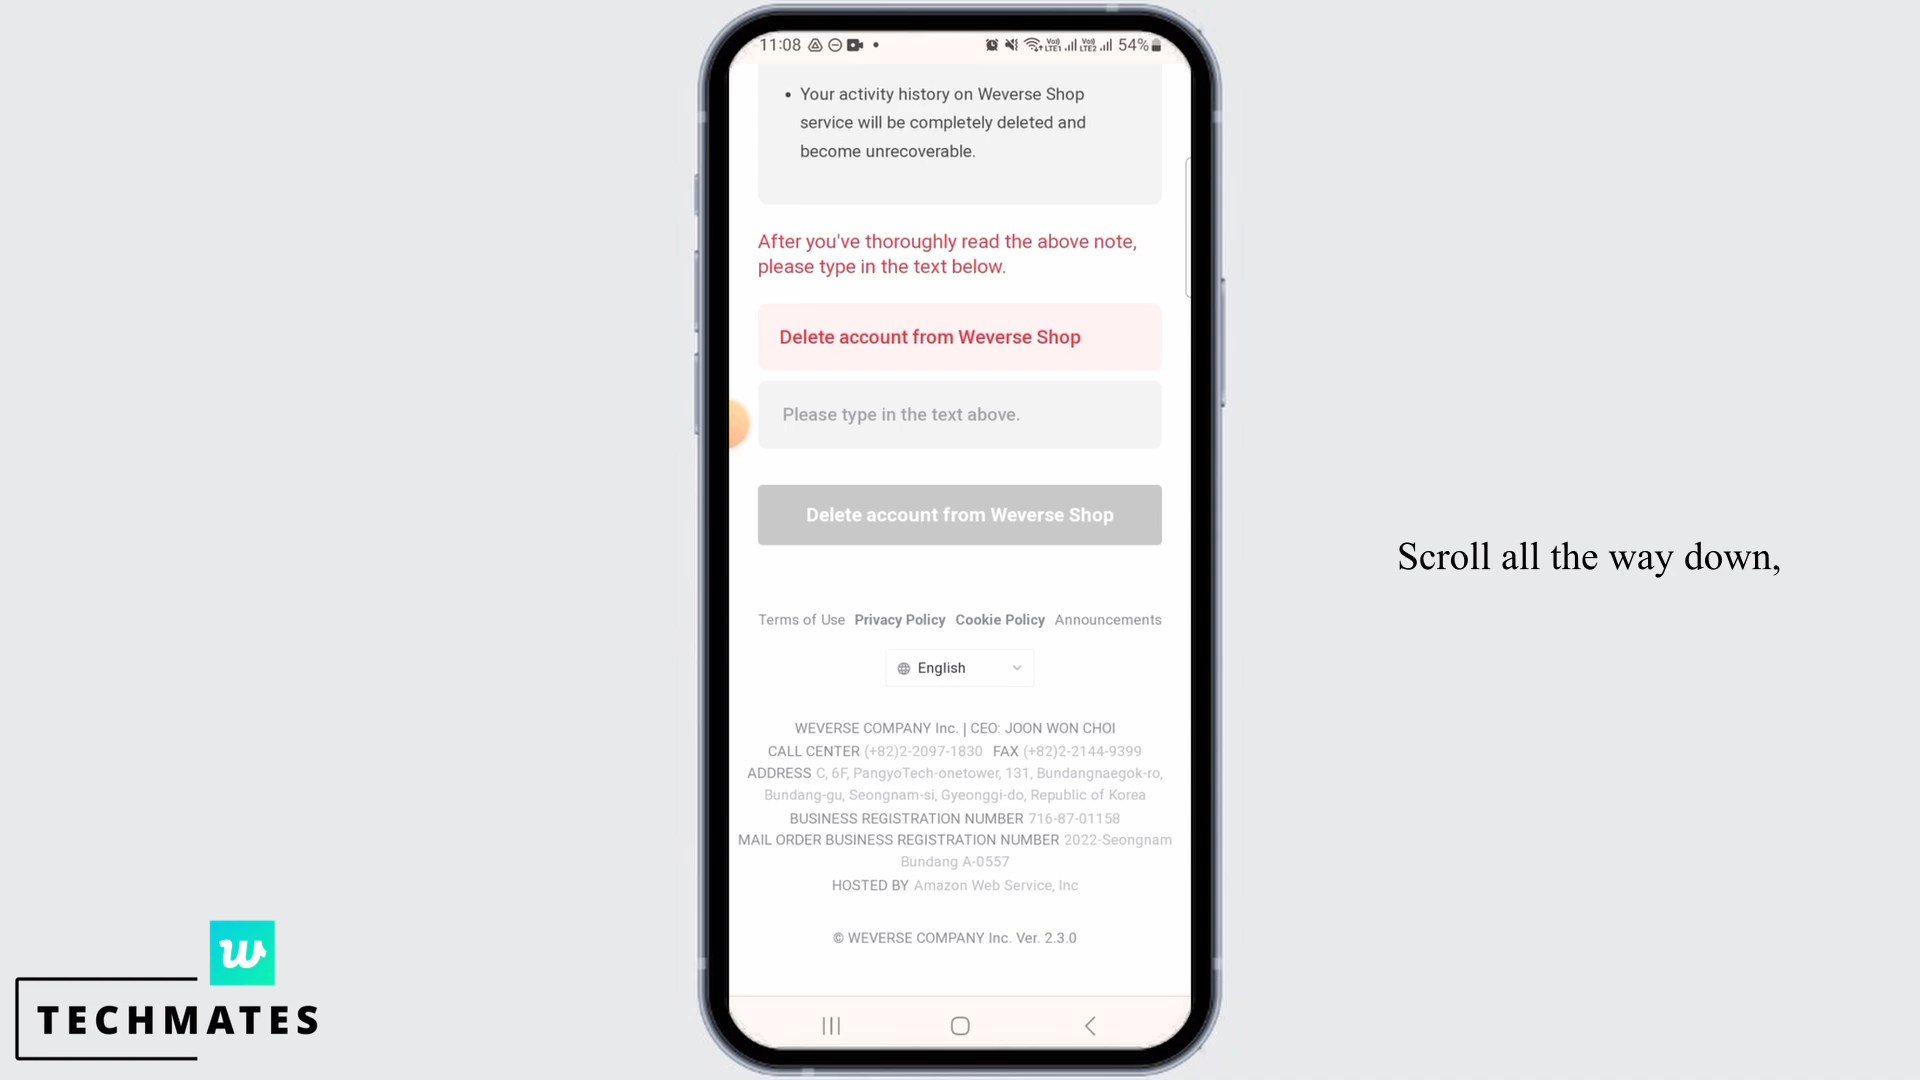 11:08 54%
• Your activity history on Weverse Shop
service will be completely deleted and
become unrecoverable.
After you've thoroughly read the above note,
please type in the text below.
Delete account from Weverse Shop
Please type in the text above.
Delete account from Weverse Shop
Scroll all the way down,
Terms of Use Privacy Policy Cookie Policy Announcements
English
WEVERSE COMPANY Inc. | CEO: JOON WON CHOI
CALL CENTER (+82)2-2097-1830 FAX (+82)2-2144-9399
ADDRESS C, 6F, PangyoTech-onetower, 131, Bundangnaegok-ro,
Bundang-gu, Seongnam-si, Gyeonggi-do, Republic of Korea
BUSINESS REGISTRATION NUMBER 716-87-01158
MAIL ORDER BUSINESS REGISTRATION NUMBER 2022-Seongnam
Bundang A-0557
HOSTED BY Amazon Web Service, Inc
© WEVERSE COMPANY Inc. Ver. 2.3.0
w
TECHMATES